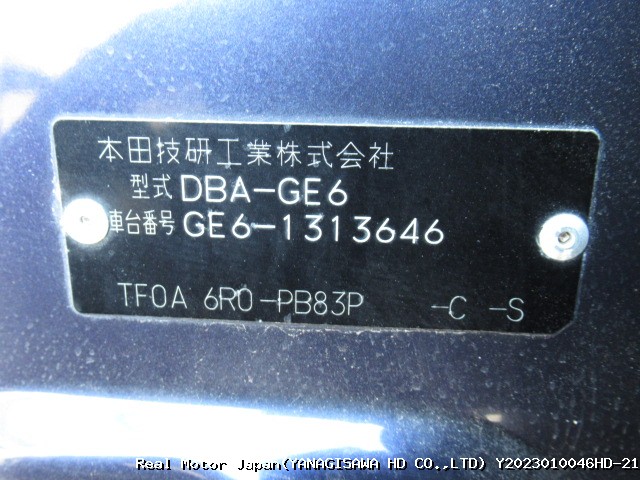 本田技研工業株式会社
型式 DBA-GE6
車台番号 GE6-1313646
TF0A 6R0-PB83P -C -S
Real Motor Japan(YANAGISAWA HD CO.,LTD) Y2023010046HD-21